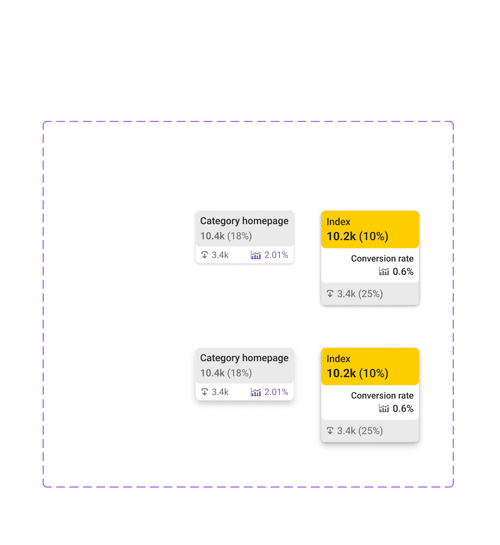 Category homepage
10.4k (18%)
3.4k 2.01%
Index
10.2k (10%)
Conversion rate
0.6%
3.4k (25%)
Category homepage
10.4k (18%)
3.4k 2.01%
Index
10.2k (10%)
Conversion rate
0.6%
3.4k (25%)